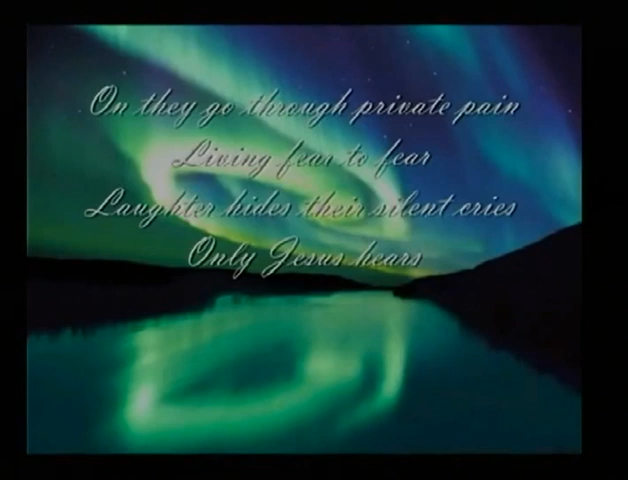 On they go through private pain
Living fear to fear
Laughter hides their silent cries
Only Jesus hears